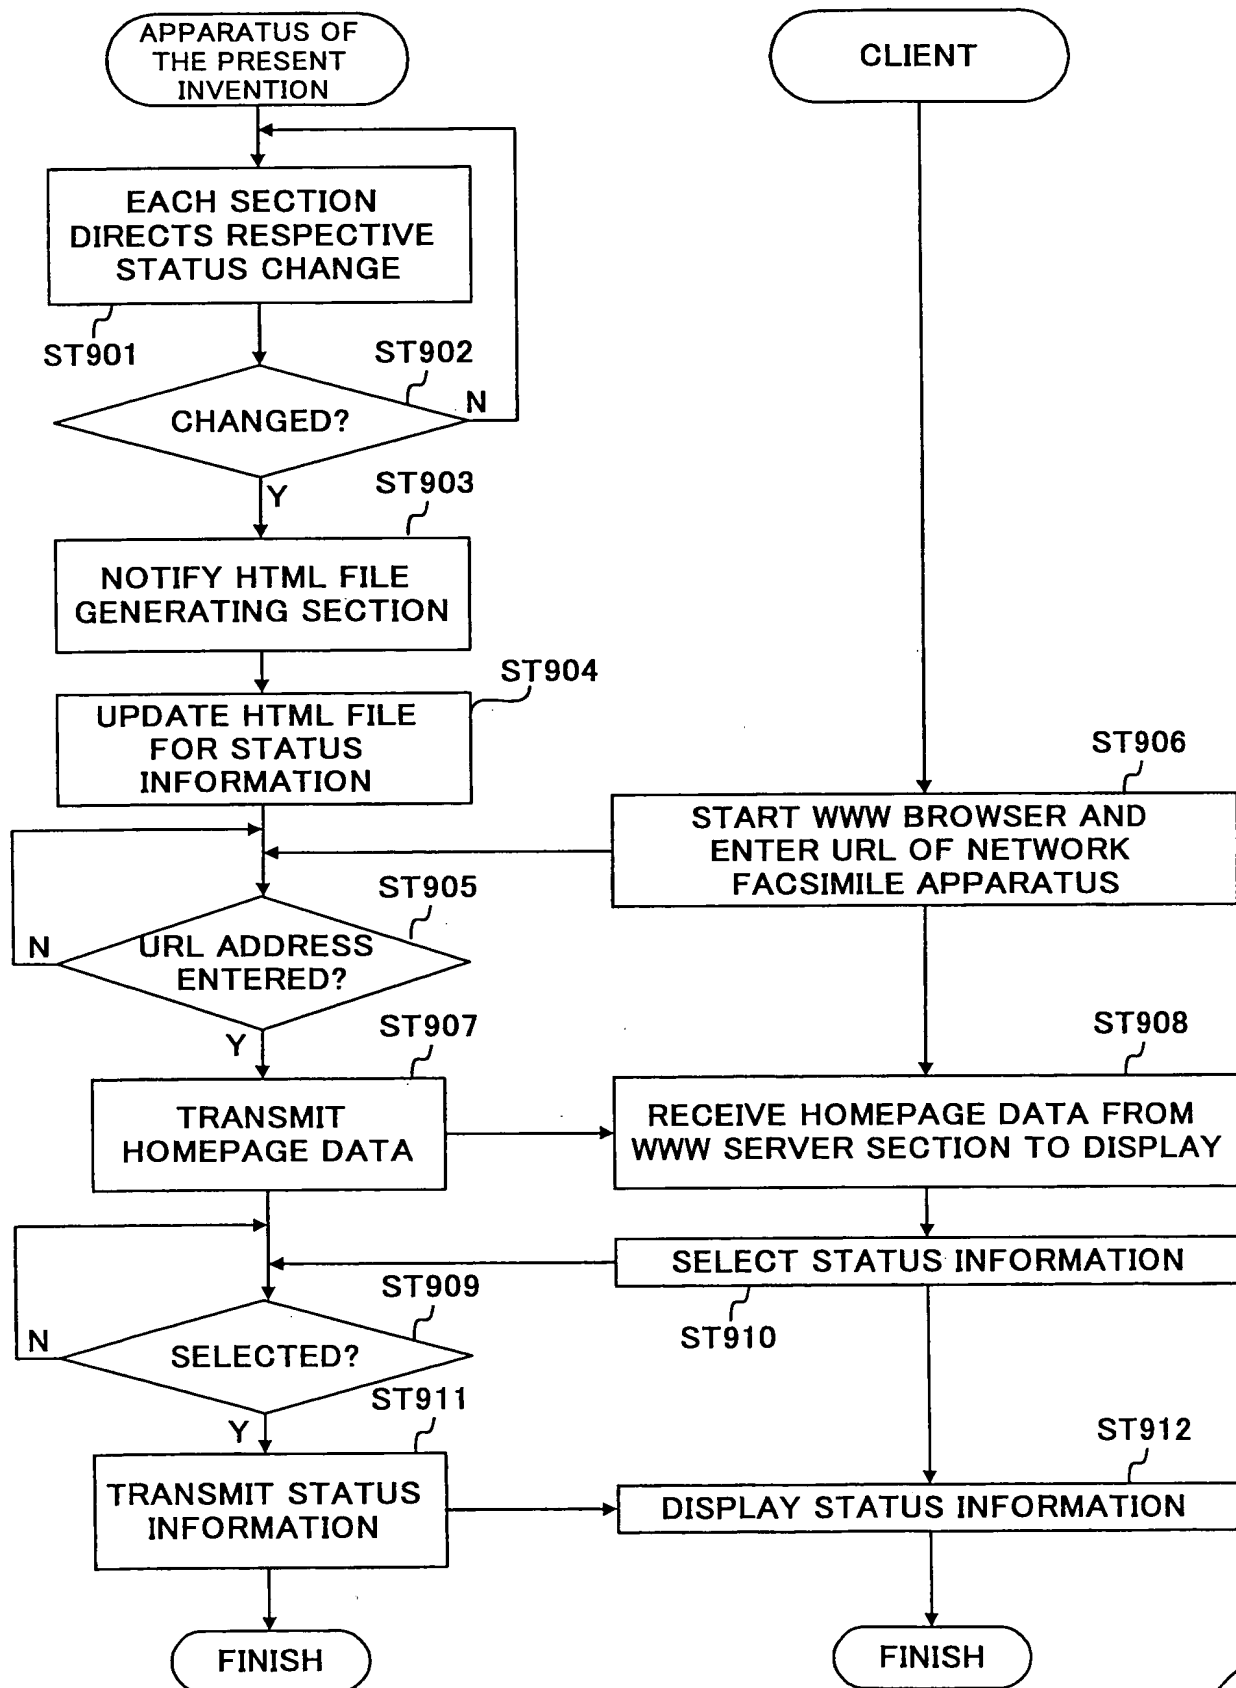 APPARATUS OF
THE PRESENT
INVENTION
CLIENT
EACH SECTION
DIRECTS RESPECTIVE
STATUS CHANGE
ST901
ST902
CHANGED?
N
Y
ST903
NOTIFY HTML FILE
GENERATING SECTION
ST904
UPDATE HTML FILE
FOR STATUS
INFORMATION
ST906
START WWW BROWSER AND
ENTER URL OF NETWORK
FACSIMILE APPARATUS
ST905
N
URL ADDRESS
ENTERED?
Y
ST907
TRANSMIT
HOMEPAGE DATA
ST908
RECEIVE HOMEPAGE DATA FROM
WWW SERVER SECTION TO DISPLAY
SELECT STATUS INFORMATION
ST910
ST909
N
SELECTED?
Y
ST911
TRANSMIT STATUS
INFORMATION
ST912
DISPLAY STATUS INFORMATION
FINISH
FINISH